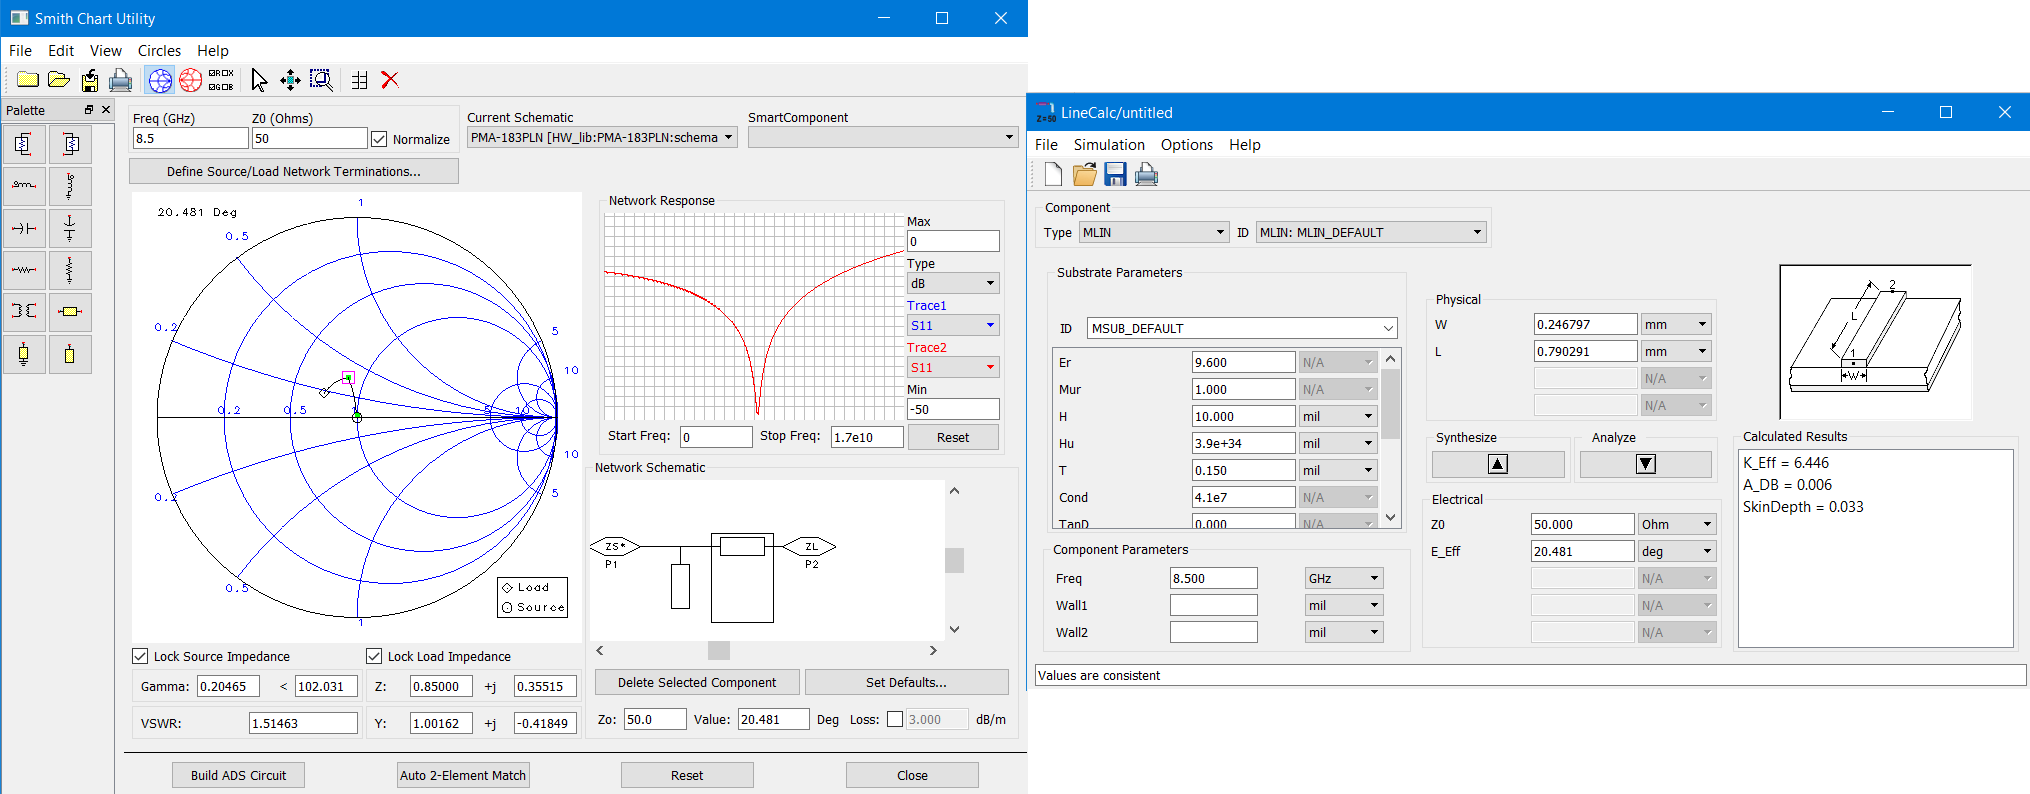 Smith Chart Utility
File Edit View Circles Help
Palette
Freq (GHz) Z0 (Ohms)
8.5 50 Normalize
Current Schematic
PMA-183PLN [HW_lib:PMA-183PLN:schema
SmartComponent
Define Source/Load Network Terminations...
20.481 Deg
1
0.5
0.2
5
10
0.2 0.5 1 5 10
10
5
0.2
0.5
1
Load
Source
Network Response
Max
0
Type
dB
Trace1
S11
Trace2
S11
Min
-50
Start Freq: 0 Stop Freq: 1.7e10 Reset
Network Schematic
ZS* ZL
P1 P2
Lock Source Impedance Lock Load Impedance
Gamma: 0.20465 < 102.031 Z: 0.85000 +j 0.35515
VSWR: 1.51463 Y: 1.00162 +j -0.41849
Delete Selected Component Set Defaults...
Zo: 50.0 Value: 20.481 Deg Loss: 3.000 dB/m
Build ADS Circuit Auto 2-Element Match Reset Close
Z=50 LineCalc/untitled
File Simulation Options Help
Component
Type MLIN ID MLIN: MLIN_DEFAULT
Substrate Parameters
ID MSUB_DEFAULT
Er 9.600 N/A
Mur 1.000 N/A
H 10.000 mil
Hu 3.9e+34 mil
T 0.150 mil
Cond 4.1e7 N/A
TanD 0.000 N/A
Component Parameters
Freq 8.500 GHz
Wall1 mil
Wall2 mil
Physical
W 0.246797 mm
L 0.790291 mm
N/A
N/A
Synthesize Analyze
Electrical
Z0 50.000 Ohm
E_Eff 20.481 deg
N/A
N/A
N/A
2
L
1
W
Calculated Results
K_Eff = 6.446
A_DB = 0.006
SkinDepth = 0.033
Values are consistent